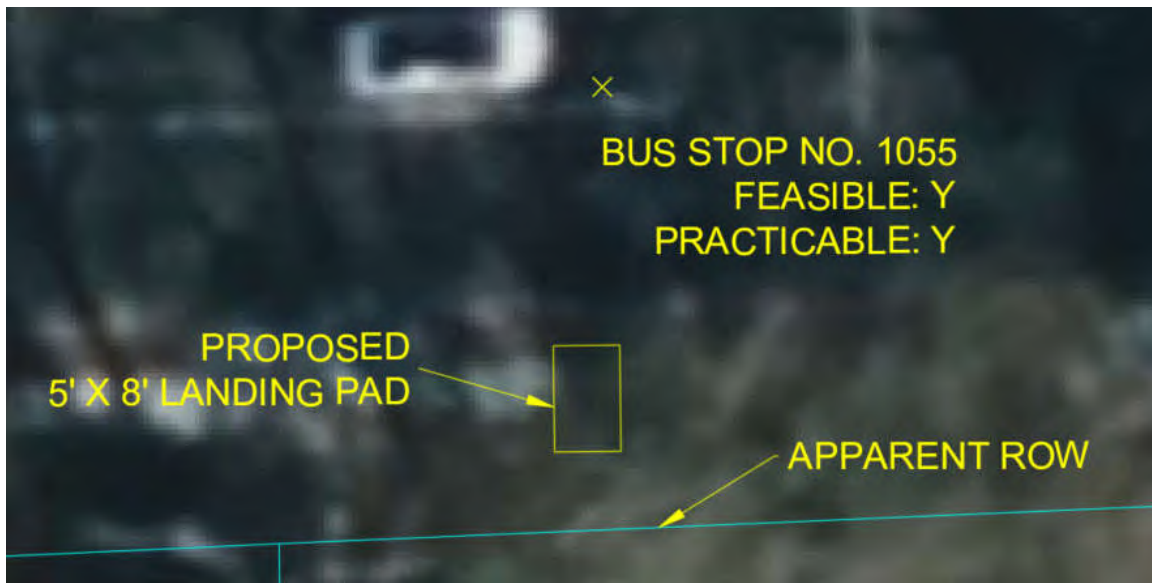 BUS STOP NO. 1055
FEASIBLE: Y
PRACTICABLE: Y
PROPOSED
5' X 8' LANDING PAD
APPARENT ROW